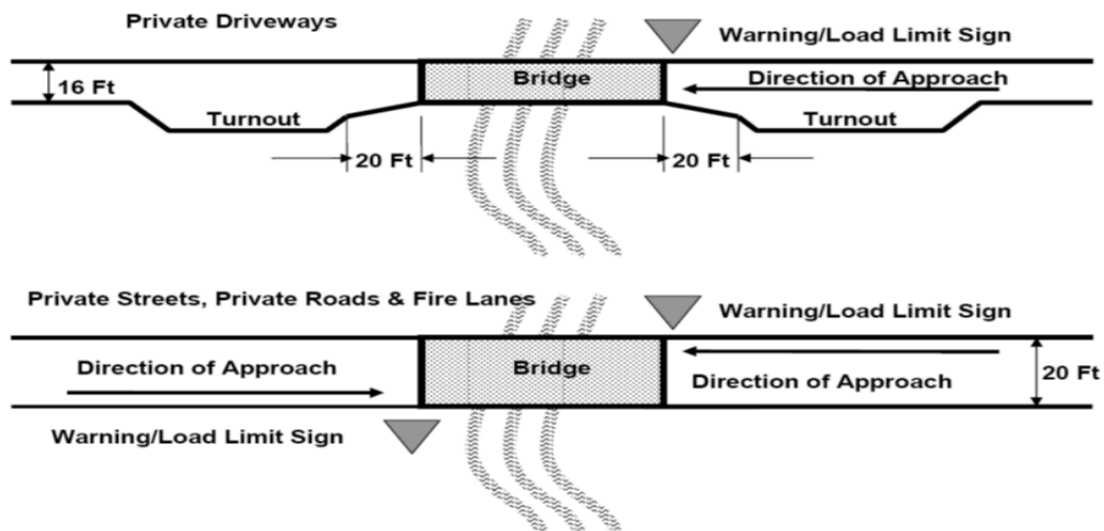 Private Driveways
Warning/Load Limit Sign
16 Ft
Bridge
Direction of Approach
Turnout
Turnout
20 Ft
20 Ft
Private Streets, Private Roads & Fire Lanes
Warning/Load Limit Sign
Direction of Approach
Bridge
Direction of Approach
20 Ft
Warning/Load Limit Sign